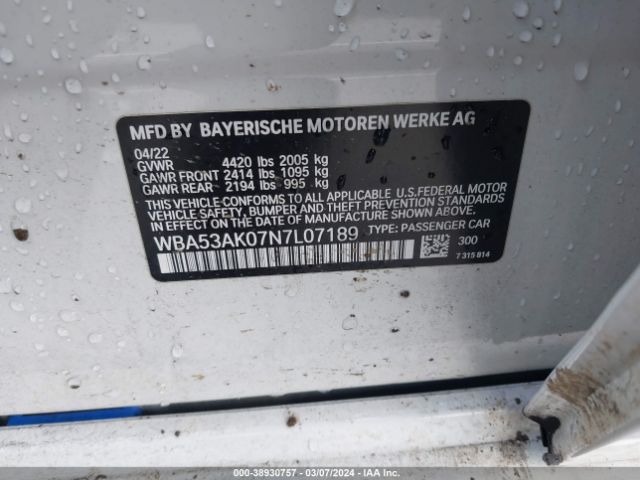 MFD BY BAYERISCHE MOTOREN WERKE AG
04/22
GVWR 4420 lbs 2005 kg
GAWR FRONT 2414 lbs 1095 kg
GAWR REAR 2194 lbs 995 kg
THIS VEHICLE CONFORMS TO ALL APPLICABLE U.S.FEDERAL MOTOR
VEHICLE SAFETY, BUMPER AND THEFT PREVENTION STANDARDS
IN EFFECT ON THE DATE OF MANUFACTURE SHOWN ABOVE.
WBA53AK07N7L07189 TYPE: PASSENGER CAR
300
7 315 814
000-38930757 - 03/07/2024 - IAA Inc.